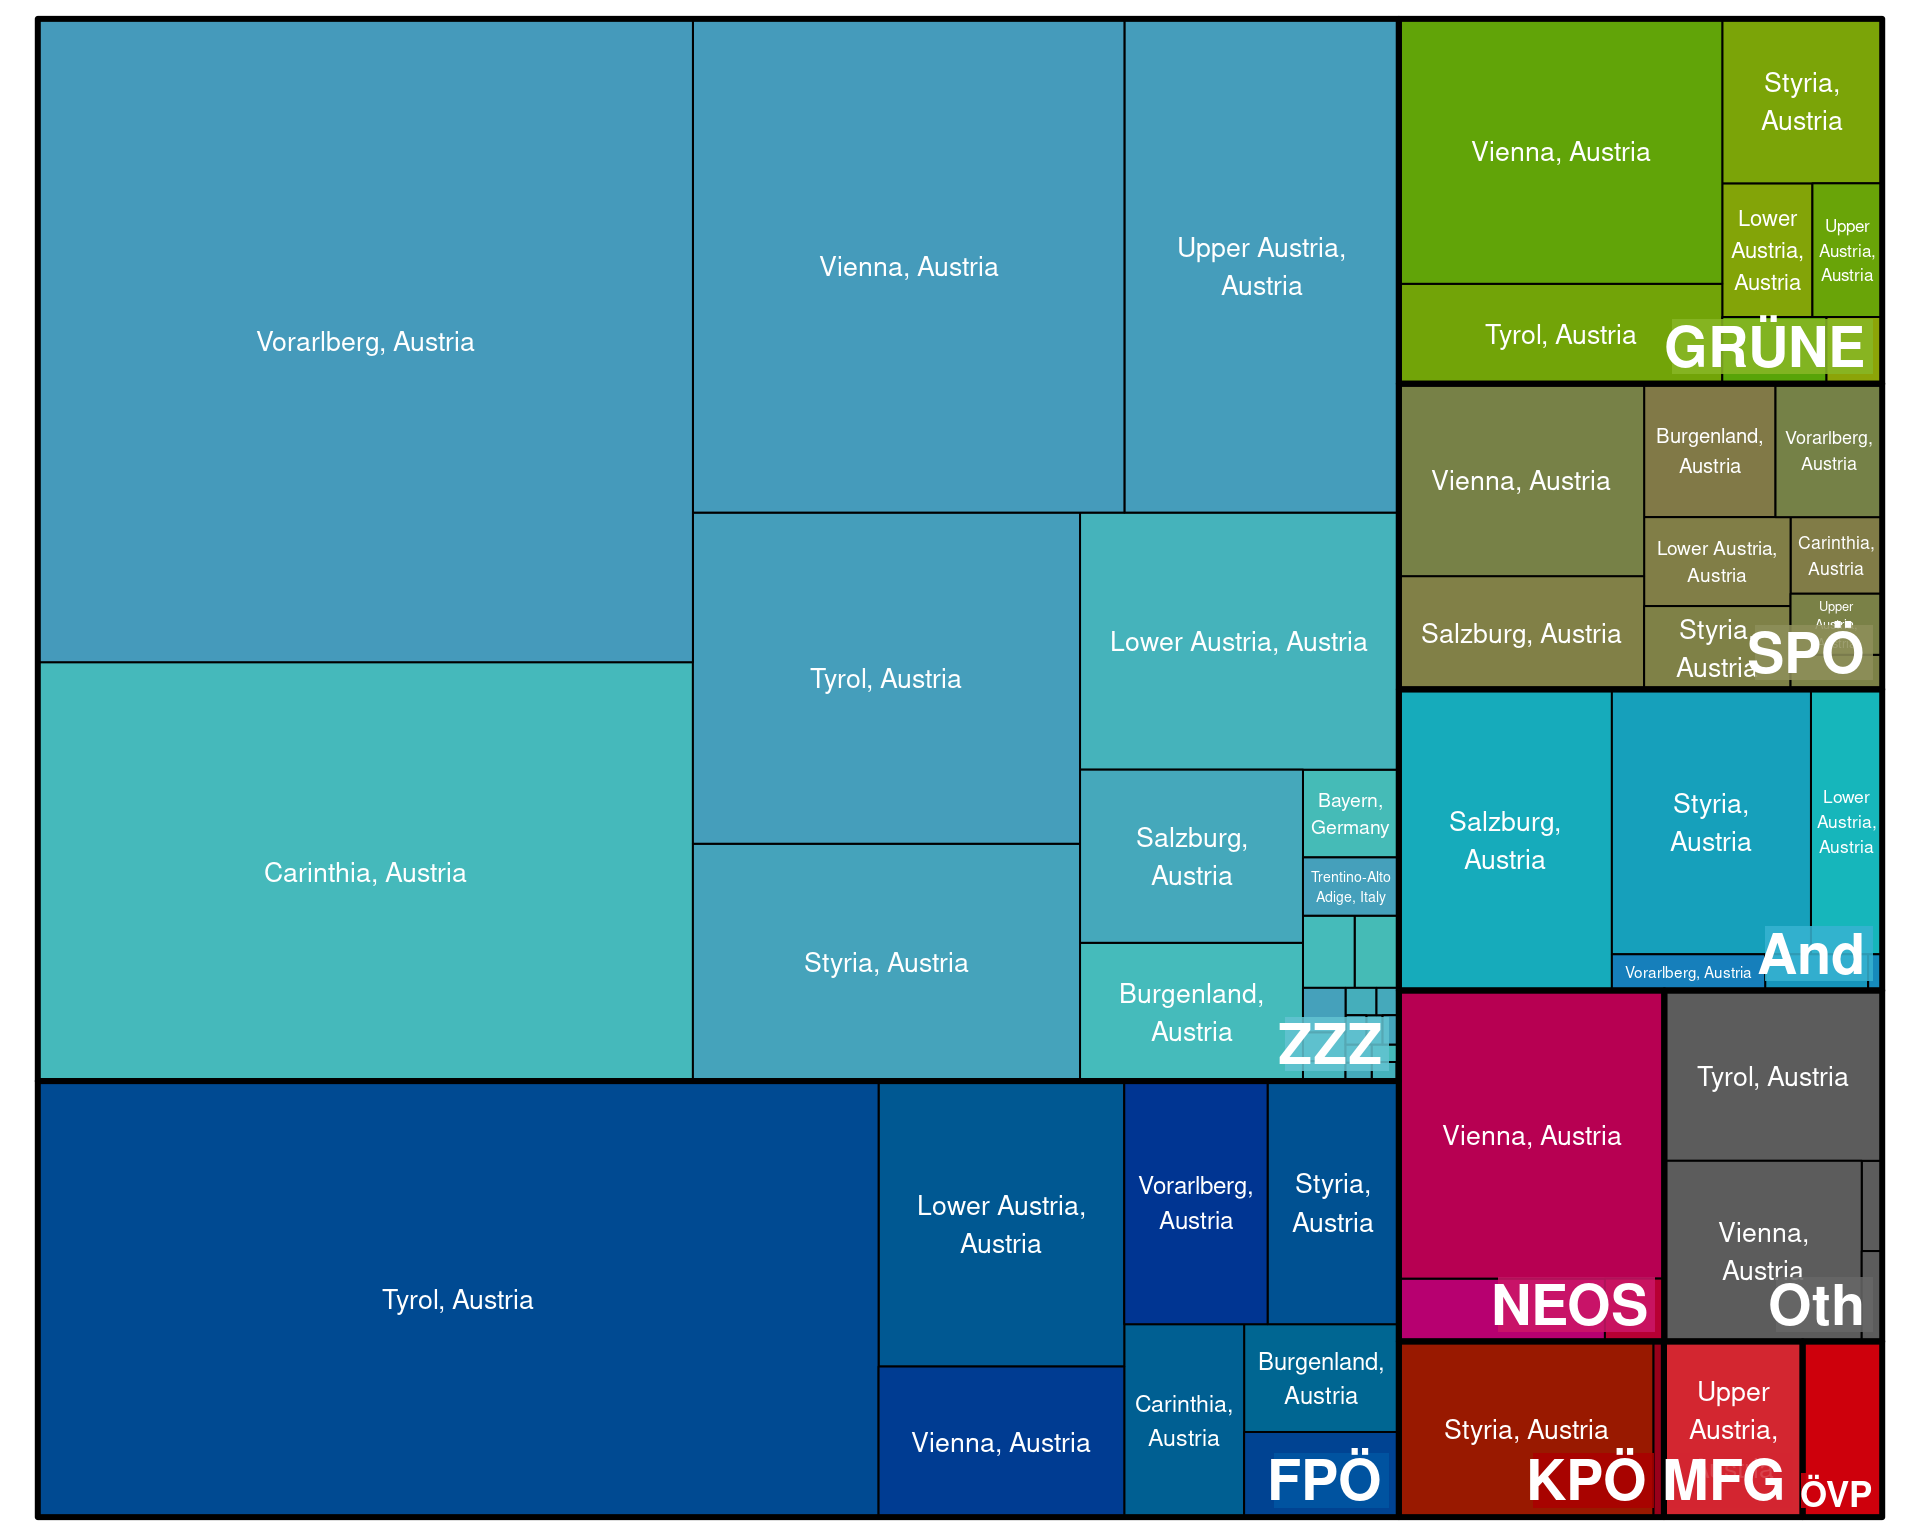 Vorarlberg, Austria
Vienna, Austria
Upper Austria,
Austria
Carinthia, Austria
Tyrol, Austria
Lower Austria, Austria
Styria, Austria
Salzburg,
Austria
Bayern,
Germany
Trentino-Alto
Adige, Italy
Burgenland,
Austria
ZZZ
Tyrol, Austria
Lower Austria,
Austria
Vienna, Austria
Vorarlberg,
Austria
Styria,
Austria
Carinthia,
Austria
Burgenland,
Austria
FPÖ
Vienna, Austria
Styria,
Austria
Lower
Austria,
Austria
Upper
Austria,
Austria
Tyrol, Austria
GRÜNE
Vienna, Austria
Burgenland,
Austria
Vorarlberg,
Austria
Salzburg, Austria
Lower Austria,
Austria
Carinthia,
Austria
Styria,
Austria
Upper
Austria,
SPÖ
Salzburg,
Austria
Styria,
Austria
Lower
Austria,
Austria
Vorarlberg, Austria
And
Vienna, Austria
NEOS
Tyrol, Austria
Vienna,
Austria
Oth
Styria, Austria
KPÖ
Upper
Austria,
MFG
ÖVP